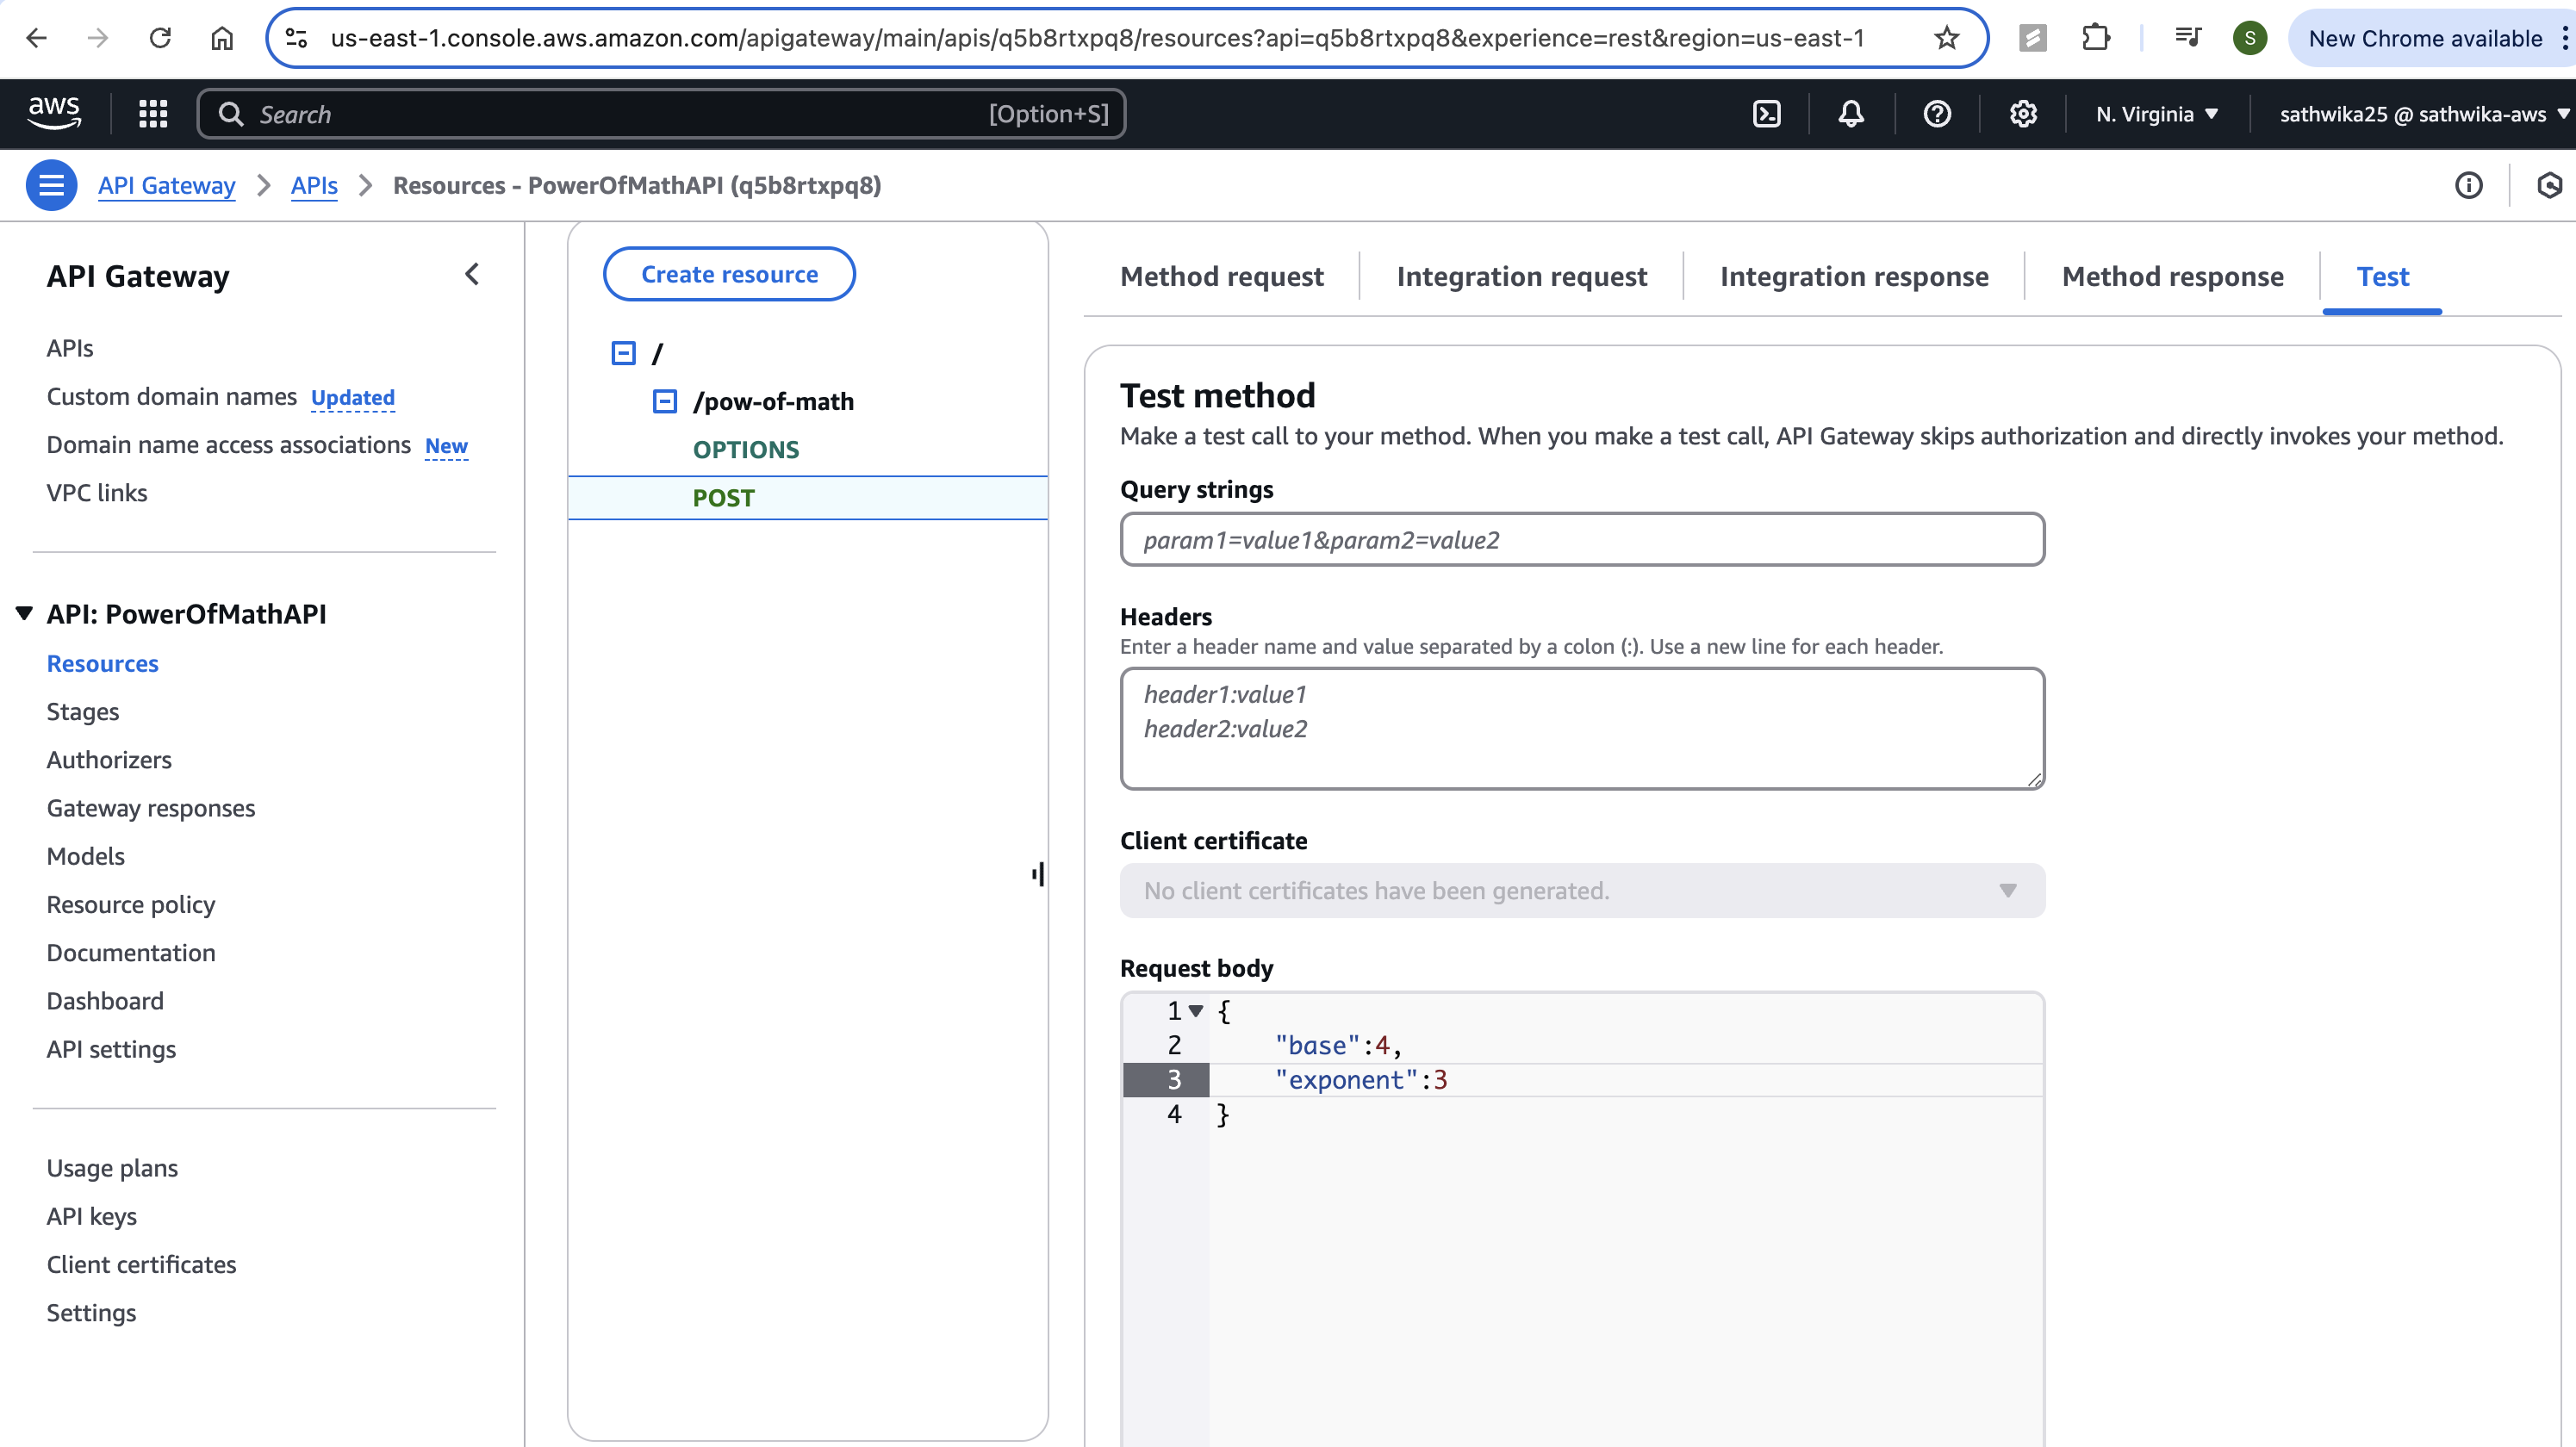 us-east-1.console.aws.amazon.com/apigateway/main/apis/q5b8rtxpq8/resources?api=q5b8rtxpq8&experience=rest&region=us-east-1
S
New Chrome available
aws
Search
[Option+S]
N. Virginia
sathwika25 @ sathwika-aws
API Gateway
APIs
Resources - PowerOfMathAPI (q5b8rtxpq8)
API Gateway
APIs
Custom domain names Updated
Domain name access associations New
VPC links
API: PowerOfMathAPI
Resources
Stages
Authorizers
Gateway responses
Models
Resource policy
Documentation
Dashboard
API settings
Usage plans
API keys
Client certificates
Settings
Create resource
/
/pow-of-math
OPTIONS
POST
Method request
Integration request
Integration response
Method response
Test
Test method
Make a test call to your method. When you make a test call, API Gateway skips authorization and directly invokes your method.
Query strings
param1=value1&param2=value2
Headers
Enter a header name and value separated by a colon (:). Use a new line for each header.
header1:value1
header2:value2
Client certificate
No client certificates have been generated.
Request body
1 {
2 "base":4,
3 "exponent":3
4 }